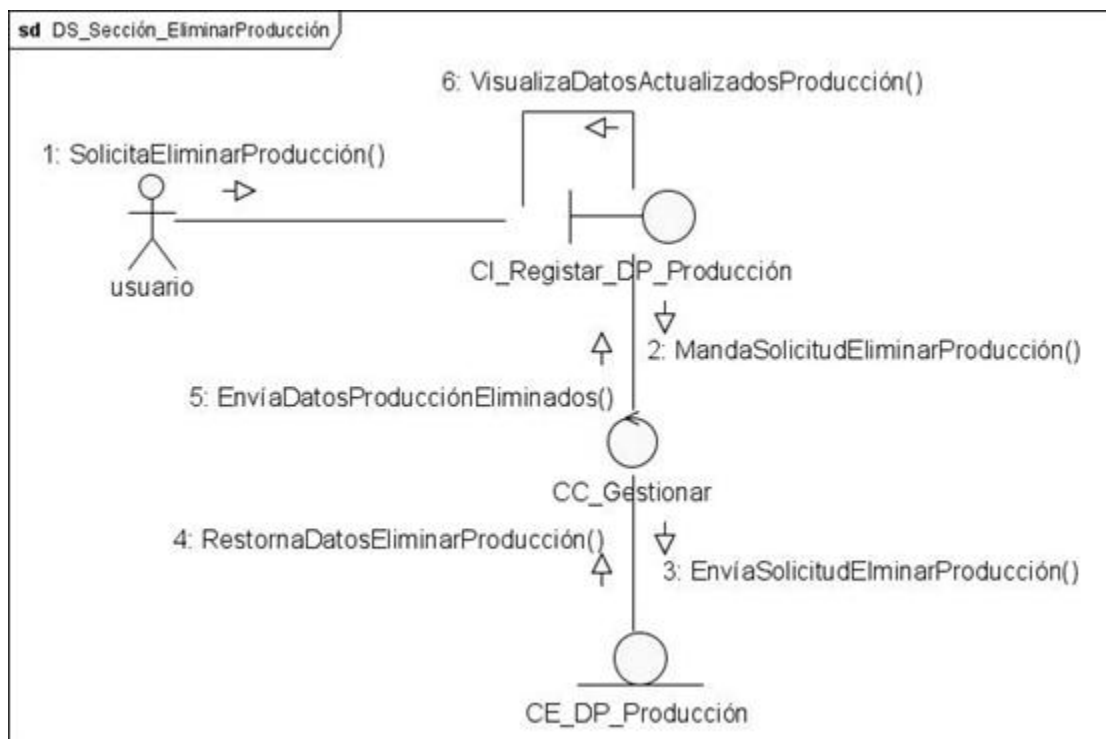 sd DS_Sección_EliminarProducción
6: VisualizaDatosActualizadosProducción()
1: SolicitaEliminarProducción()
usuario
CI_Registar_DP_Producción
2: MandaSolicitudEliminarProducción()
5: EnvíaDatosProducciónEliminados()
CC_Gestionar
4: RestornaDatosEliminarProducción()
3: EnvíaSolicitudElminarProducción()
CE_DP_Producción